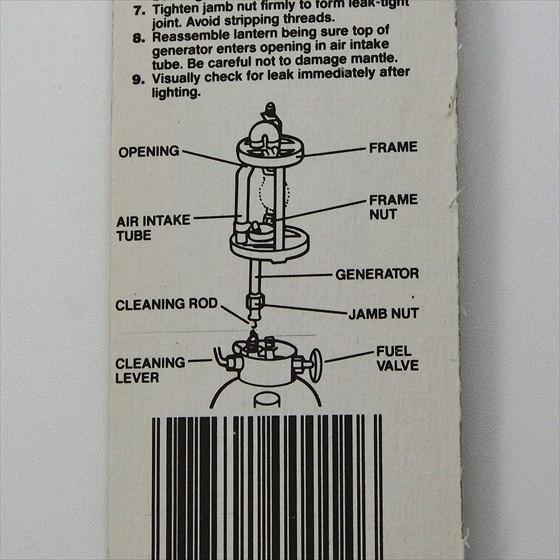 7. Tighten jamb nut firmly to form leak-tight
joint. Avoid stripping threads.
8. Reassemble lantern being sure top of
generator enters opening in air intake
tube. Be careful not to damage mantle.
9. Visually check for leak immediately after
lighting.
OPENING
FRAME
FRAME
NUT
AIR INTAKE
TUBE
GENERATOR
CLEANING ROD
JAMB NUT
CLEANING
LEVER
FUEL
VALVE